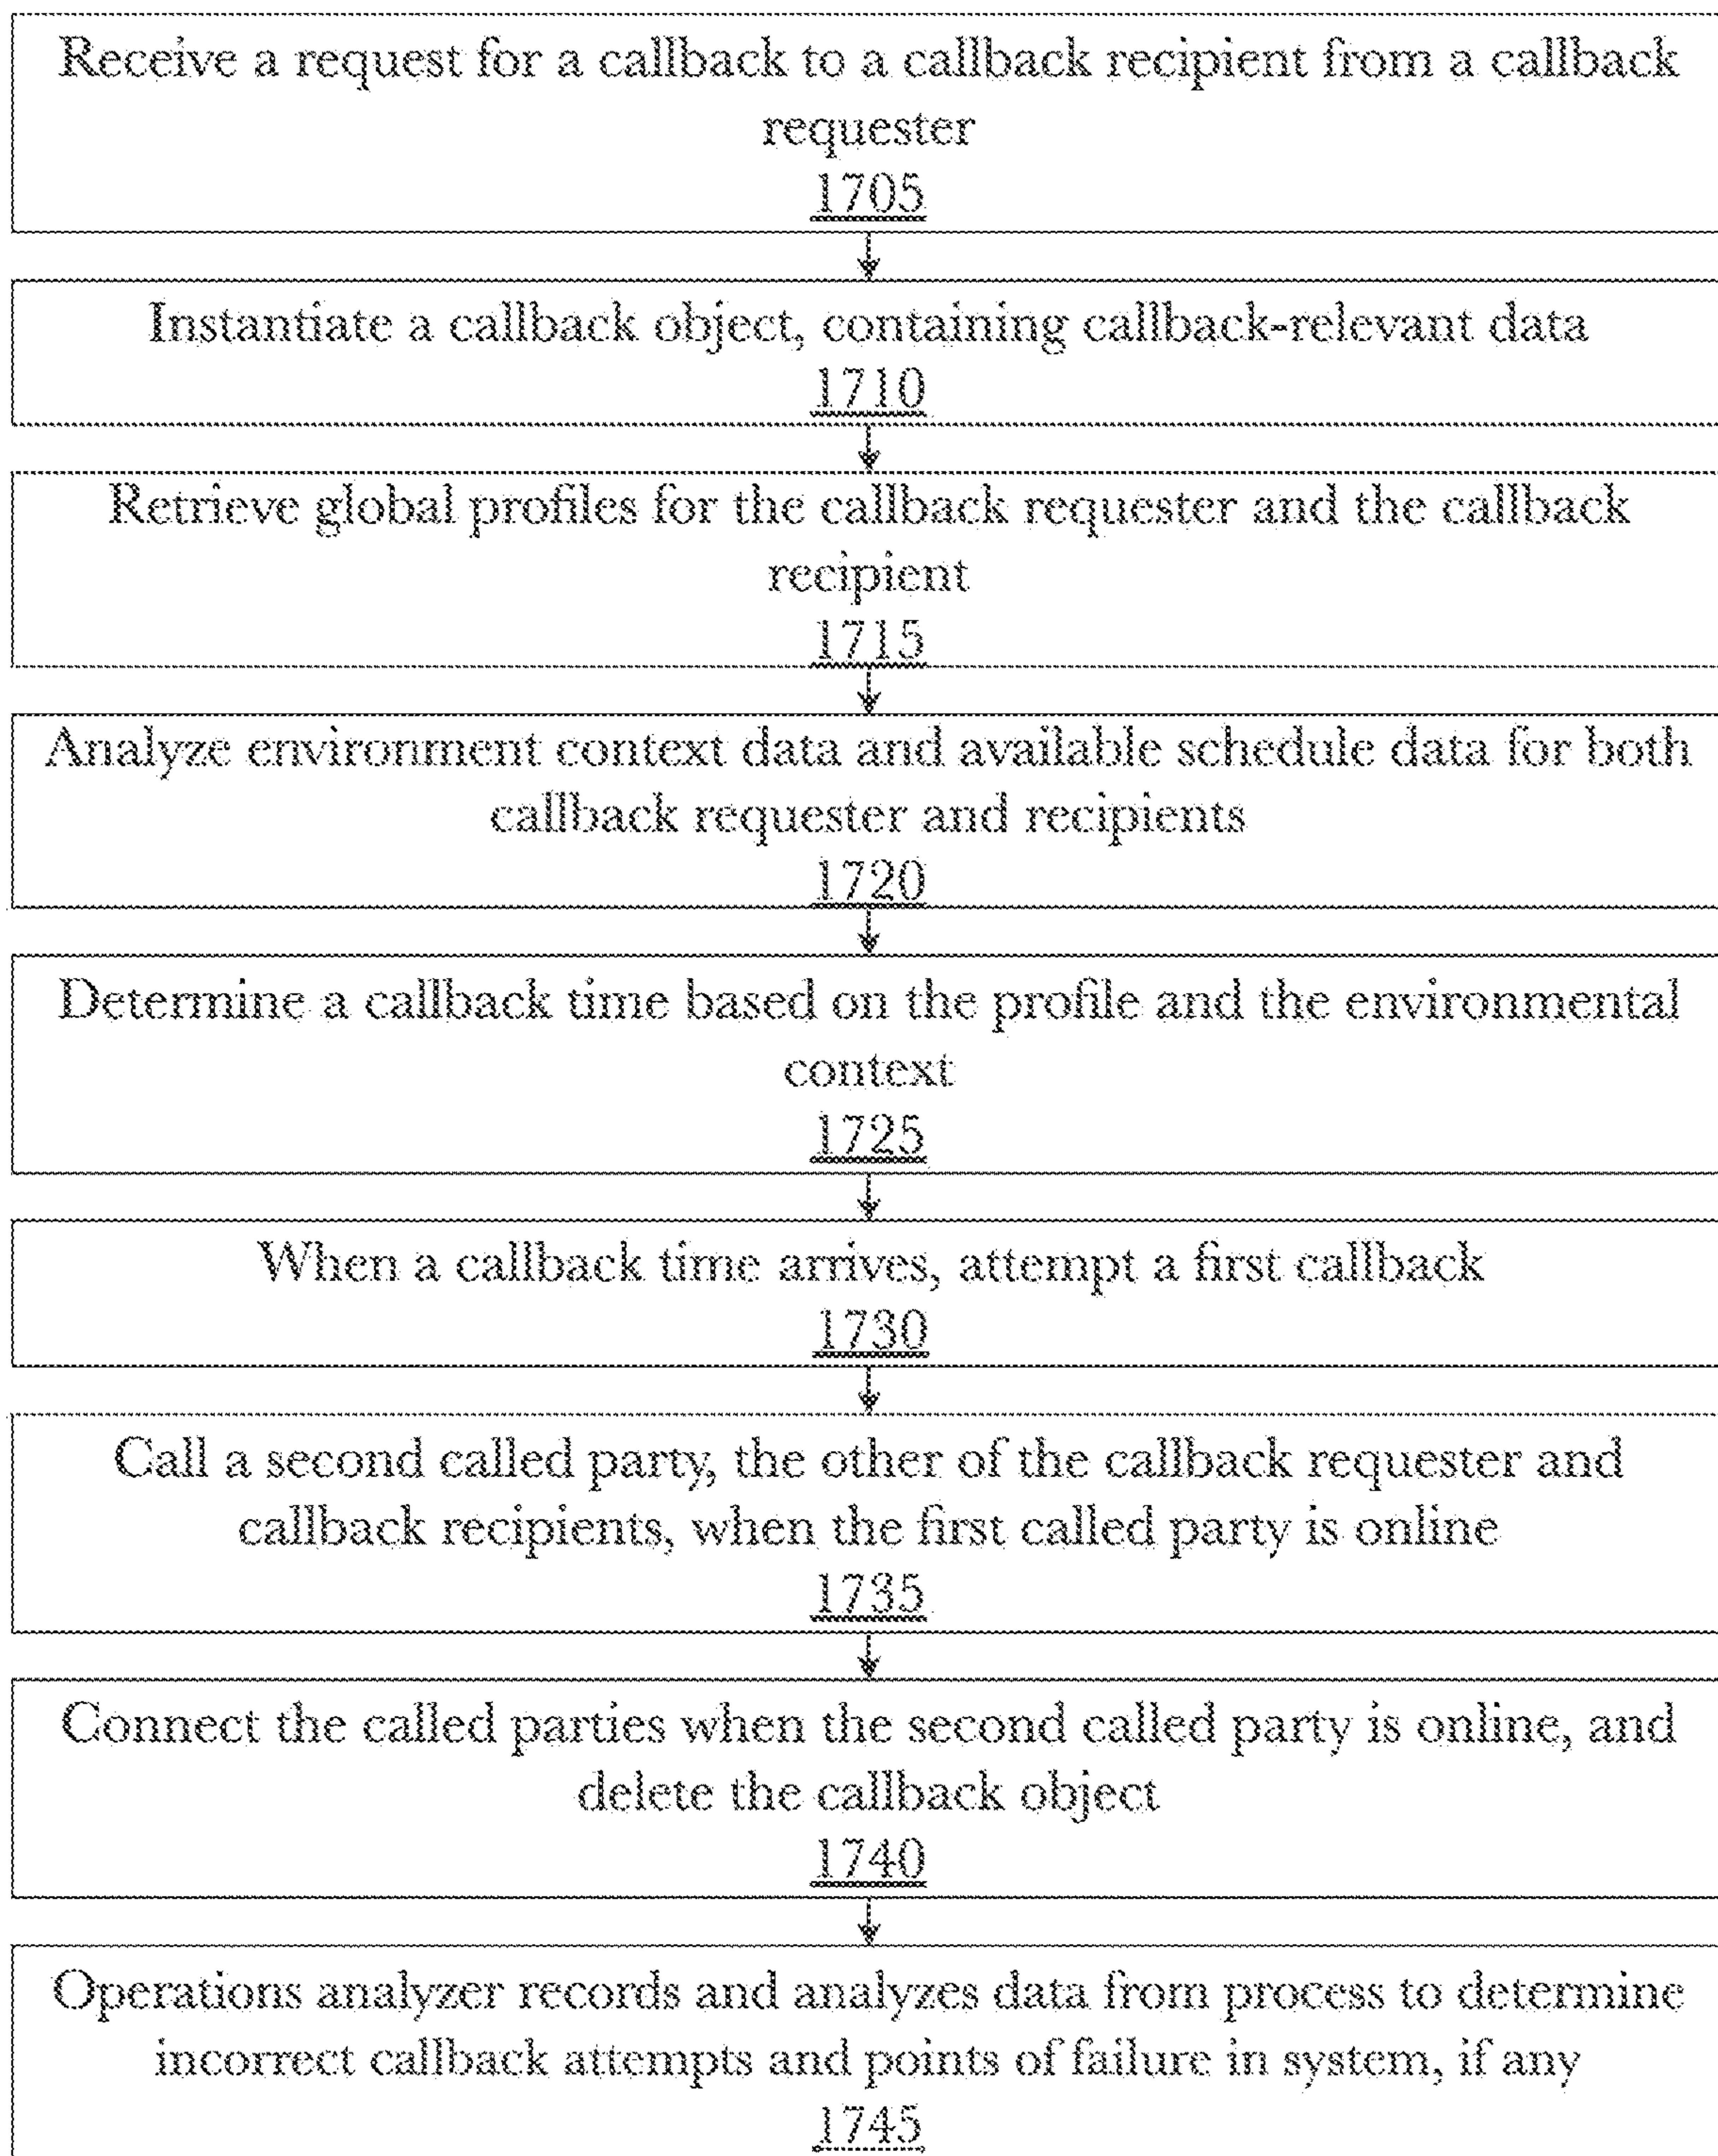 Receive a request for a callback to a callback recipient from a callback
requester
1705
Instantiate a callback object, containing callback-relevant data
1710
Retrieve global profiles for the callback requester and the callback
recipient
1715
Analyze environment context data and available schedule data for both
callback requester and recipients
1720
Determine a callback time based on the profile and the environmental
context
1725
When a callback time arrives, attempt a first callback
1730
Call a second called party, the other of the callback requester and
callback recipients, when the first called party is online
1735
Connect the called parties when the second called party is online, and
delete the callback object
1740
Operations analyzer records and analyzes data from process to determine
incorrect callback attempts and points of failure in system, if any
1745